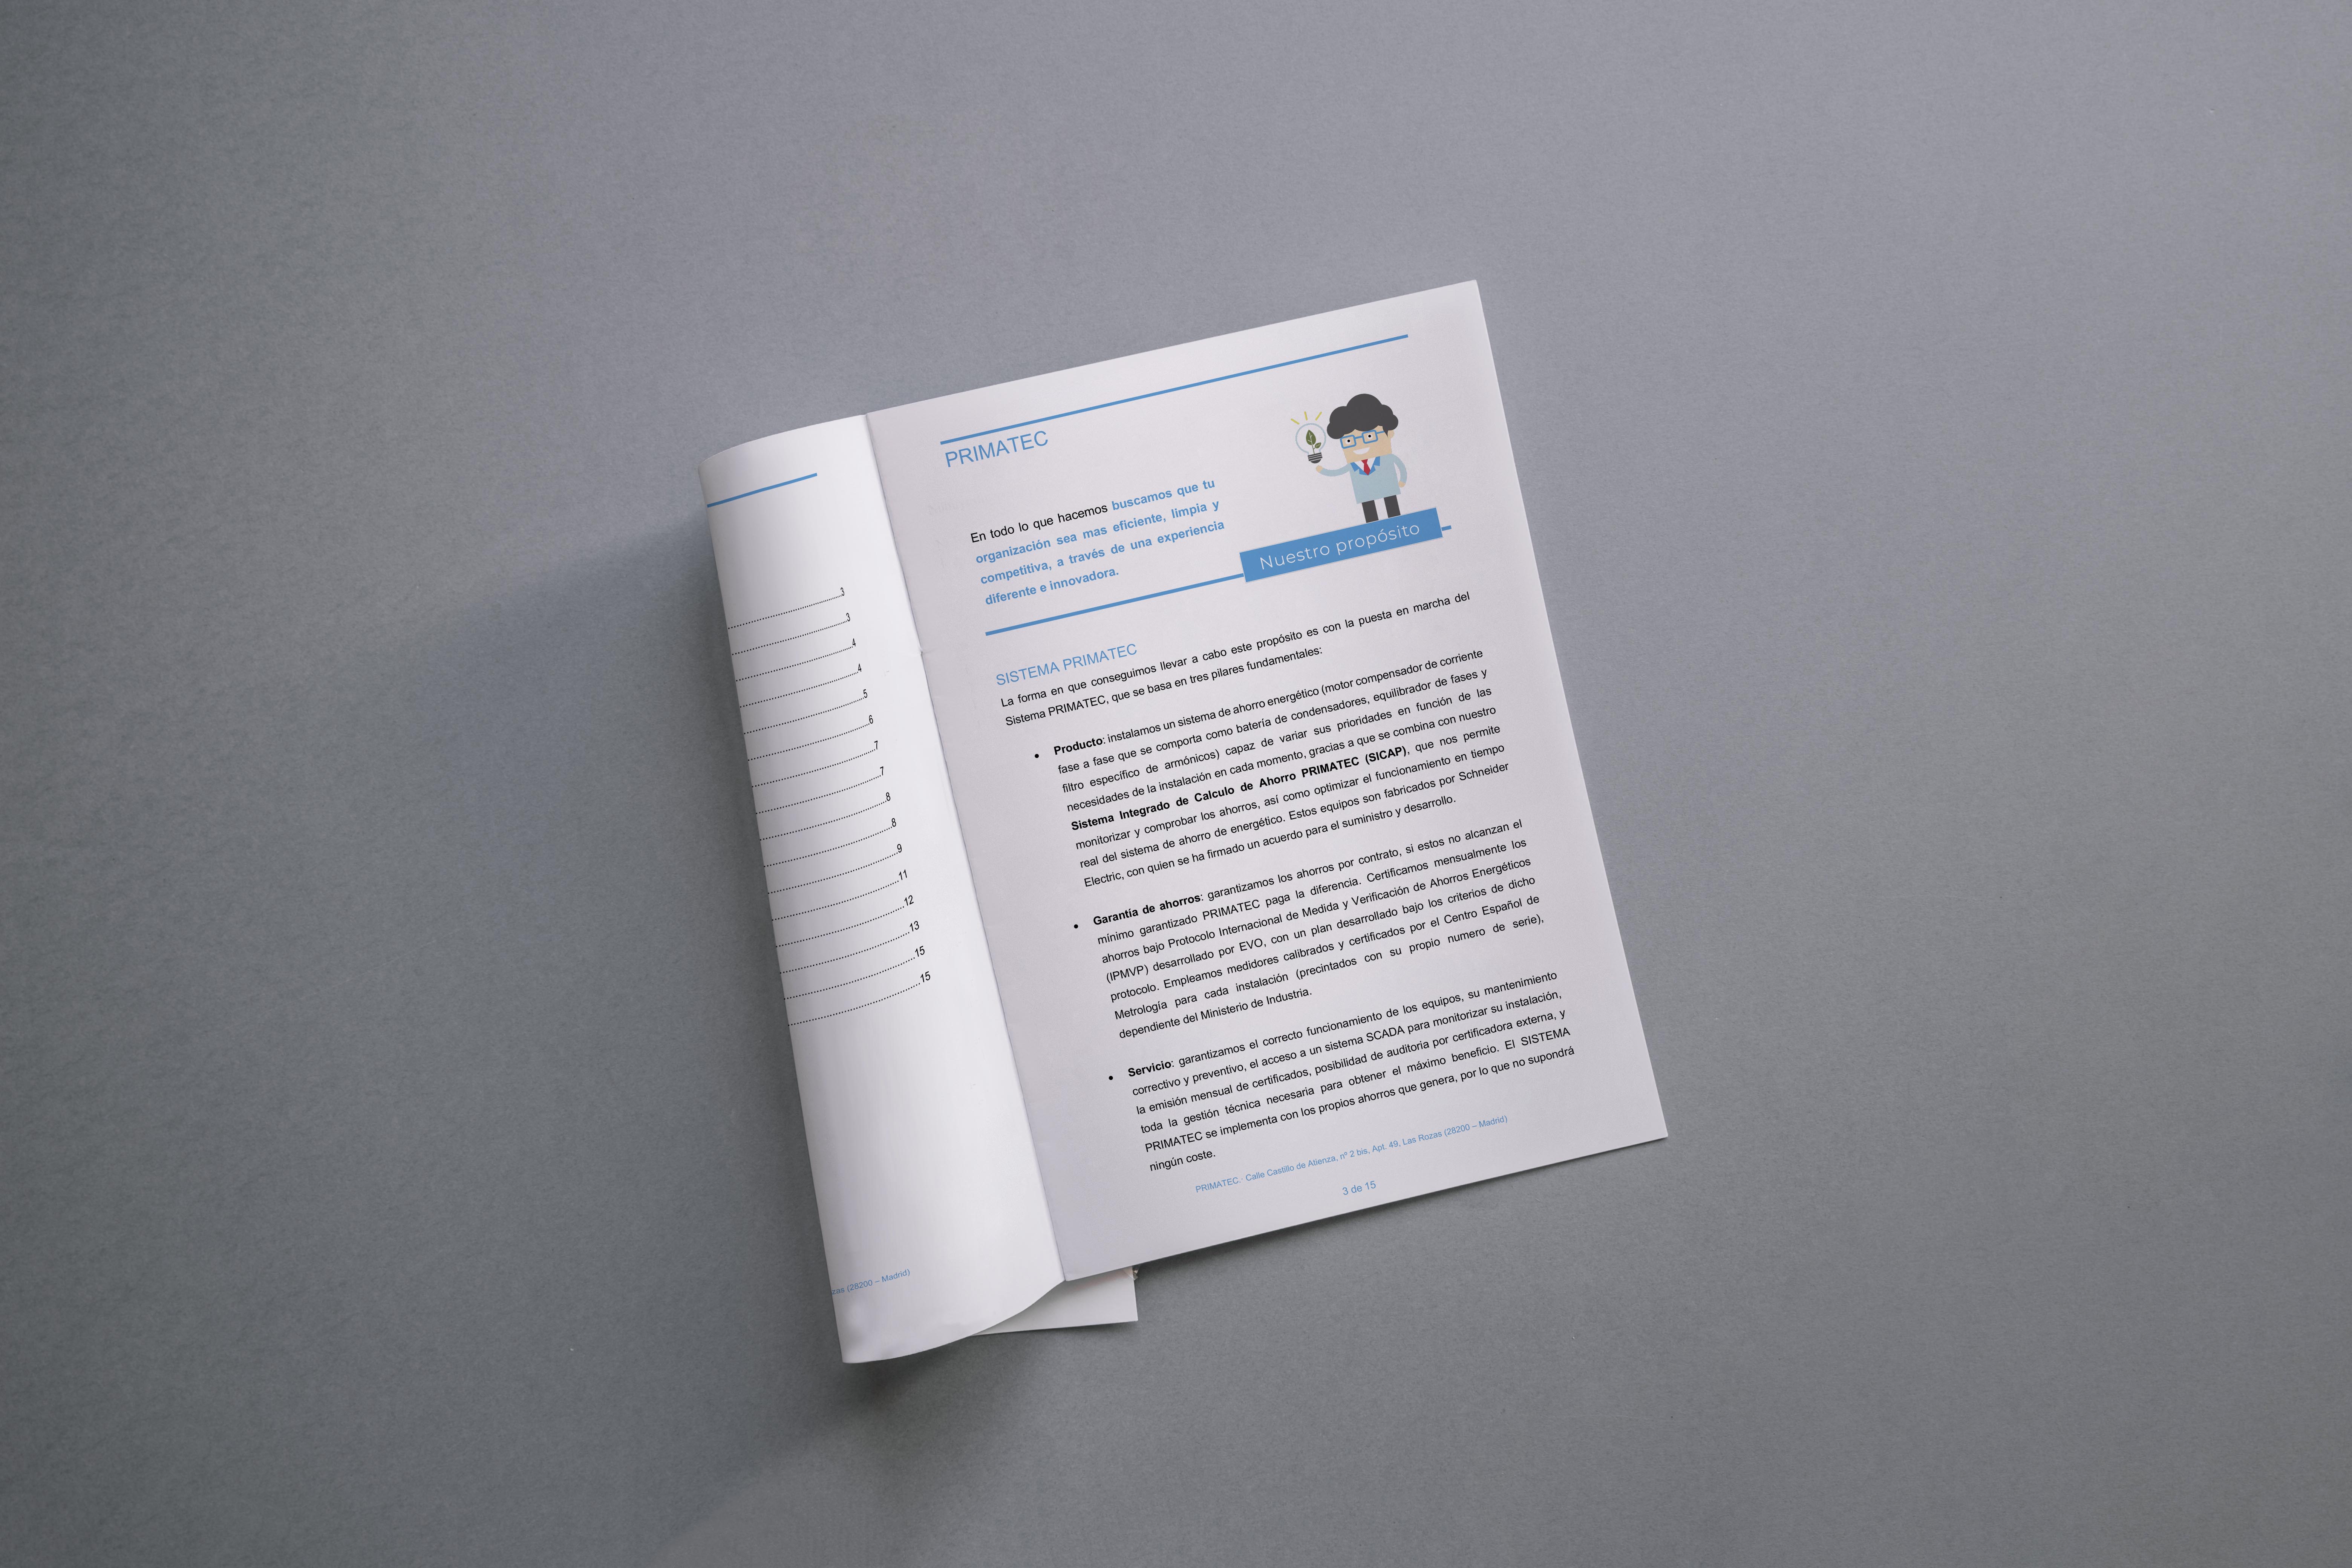 3
3
4
4
5
6
7
7
8
8
9
11
12
13
15
15
zas (28200 – Madrid)
PRIMATEC
En todo lo que hacemos buscamos que tu
organización sea mas eficiente, limpia y
competitiva, a través de una experiencia
diferente e innovadora.
Nuestro propósito
SISTEMA PRIMATEC
La forma en que conseguimos llevar a cabo este propósito es con la puesta en marcha del
Sistema PRIMATEC, que se basa en tres pilares fundamentales:
• Producto: instalamos un sistema de ahorro energético (motor compensador de corriente
fase a fase que se comporta como batería de condensadores, equilibrador de fases y
filtro específico de armónicos) capaz de variar sus prioridades en función de las
necesidades de la instalación en cada momento, gracias a que se combina con nuestro
Sistema Integrado de Calculo de Ahorro PRIMATEC (SICAP), que nos permite
monitorizar y comprobar los ahorros, así como optimizar el funcionamiento en tiempo
real del sistema de ahorro de energético. Estos equipos son fabricados por Schneider
Electric, con quien se ha firmado un acuerdo para el suministro y desarrollo.
• Garantía de ahorros: garantizamos los ahorros por contrato, si estos no alcanzan el
mínimo garantizado PRIMATEC paga la diferencia. Certificamos mensualmente los
ahorros bajo Protocolo Internacional de Medida y Verificación de Ahorros Energéticos
(IPMVP) desarrollado por EVO, con un plan desarrollado bajo los criterios de dicho
protocolo. Empleamos medidores calibrados y certificados por el Centro Español de
Metrología para cada instalación (precintados con su propio numero de serie),
dependiente del Ministerio de Industria.
• Servicio: garantizamos el correcto funcionamiento de los equipos, su mantenimiento
correctivo y preventivo, el acceso a un sistema SCADA para monitorizar su instalación,
la emisión mensual de certificados, posibilidad de auditoria por certificadora externa, y
toda la gestión técnica necesaria para obtener el máximo beneficio. El SISTEMA
PRIMATEC se implementa con los propios ahorros que genera, por lo que no supondrá
ningún coste.
PRIMATEC.· Calle Castillo de Atienza, nº 2 bis, Apt. 49, Las Rozas (28200 – Madrid)
3 de 15